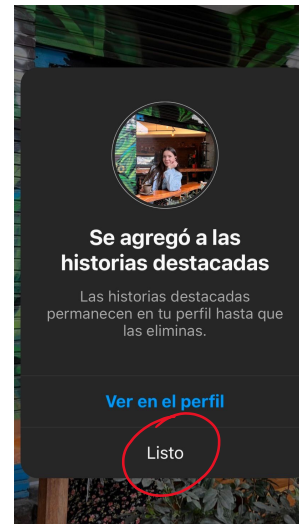 Se agregó a las
historias destacadas
Las historias destacadas
permanecen en tu perfil hasta que
las eliminas.
Ver en el perfil
Listo